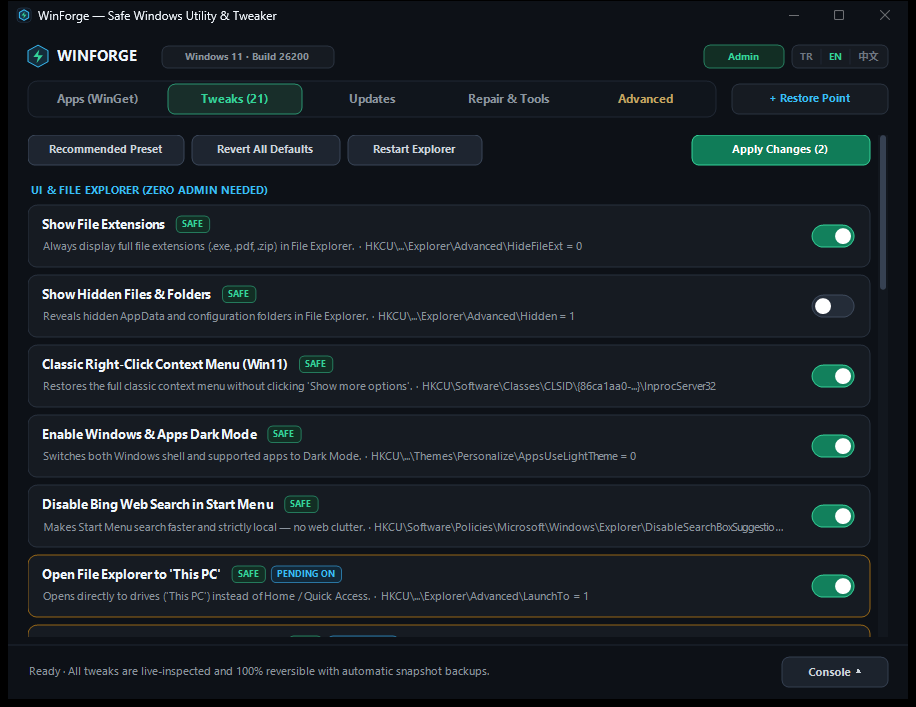 WinForge — Safe Windows Utility & Tweaker
WINFORGE
Windows 11 · Build 26200
Admin
TR EN 中文
Apps (WinGet)
Tweaks (21)
Updates
Repair & Tools
Advanced
+ Restore Point
Recommended Preset
Revert All Defaults
Restart Explorer
Apply Changes (2)
UI & FILE EXPLORER (ZERO ADMIN NEEDED)
Show File Extensions SAFE
Always display full file extensions (.exe, .pdf, .zip) in File Explorer. · HKCU\...\Explorer\Advanced\HideFileExt = 0
Show Hidden Files & Folders SAFE
Reveals hidden AppData and configuration folders in File Explorer. · HKCU\...\Explorer\Advanced\Hidden = 1
Classic Right-Click Context Menu (Win11) SAFE
Restores the full classic context menu without clicking 'Show more options'. · HKCU\Software\Classes\CLSID\{86ca1aa0-...}\InprocServer32
Enable Windows & Apps Dark Mode SAFE
Switches both Windows shell and supported apps to Dark Mode. · HKCU\...\Themes\Personalize\AppsUseLightTheme = 0
Disable Bing Web Search in Start Menu SAFE
Makes Start Menu search faster and strictly local — no web clutter. · HKCU\Software\Policies\Microsoft\Windows\Explorer\DisableSearchBoxSuggestio...
Open File Explorer to 'This PC' SAFE PENDING ON
Opens directly to drives ('This PC') instead of Home / Quick Access. · HKCU\...\Explorer\Advanced\LaunchTo = 1
Ready · All tweaks are live-inspected and 100% reversible with automatic snapshot backups.
Console